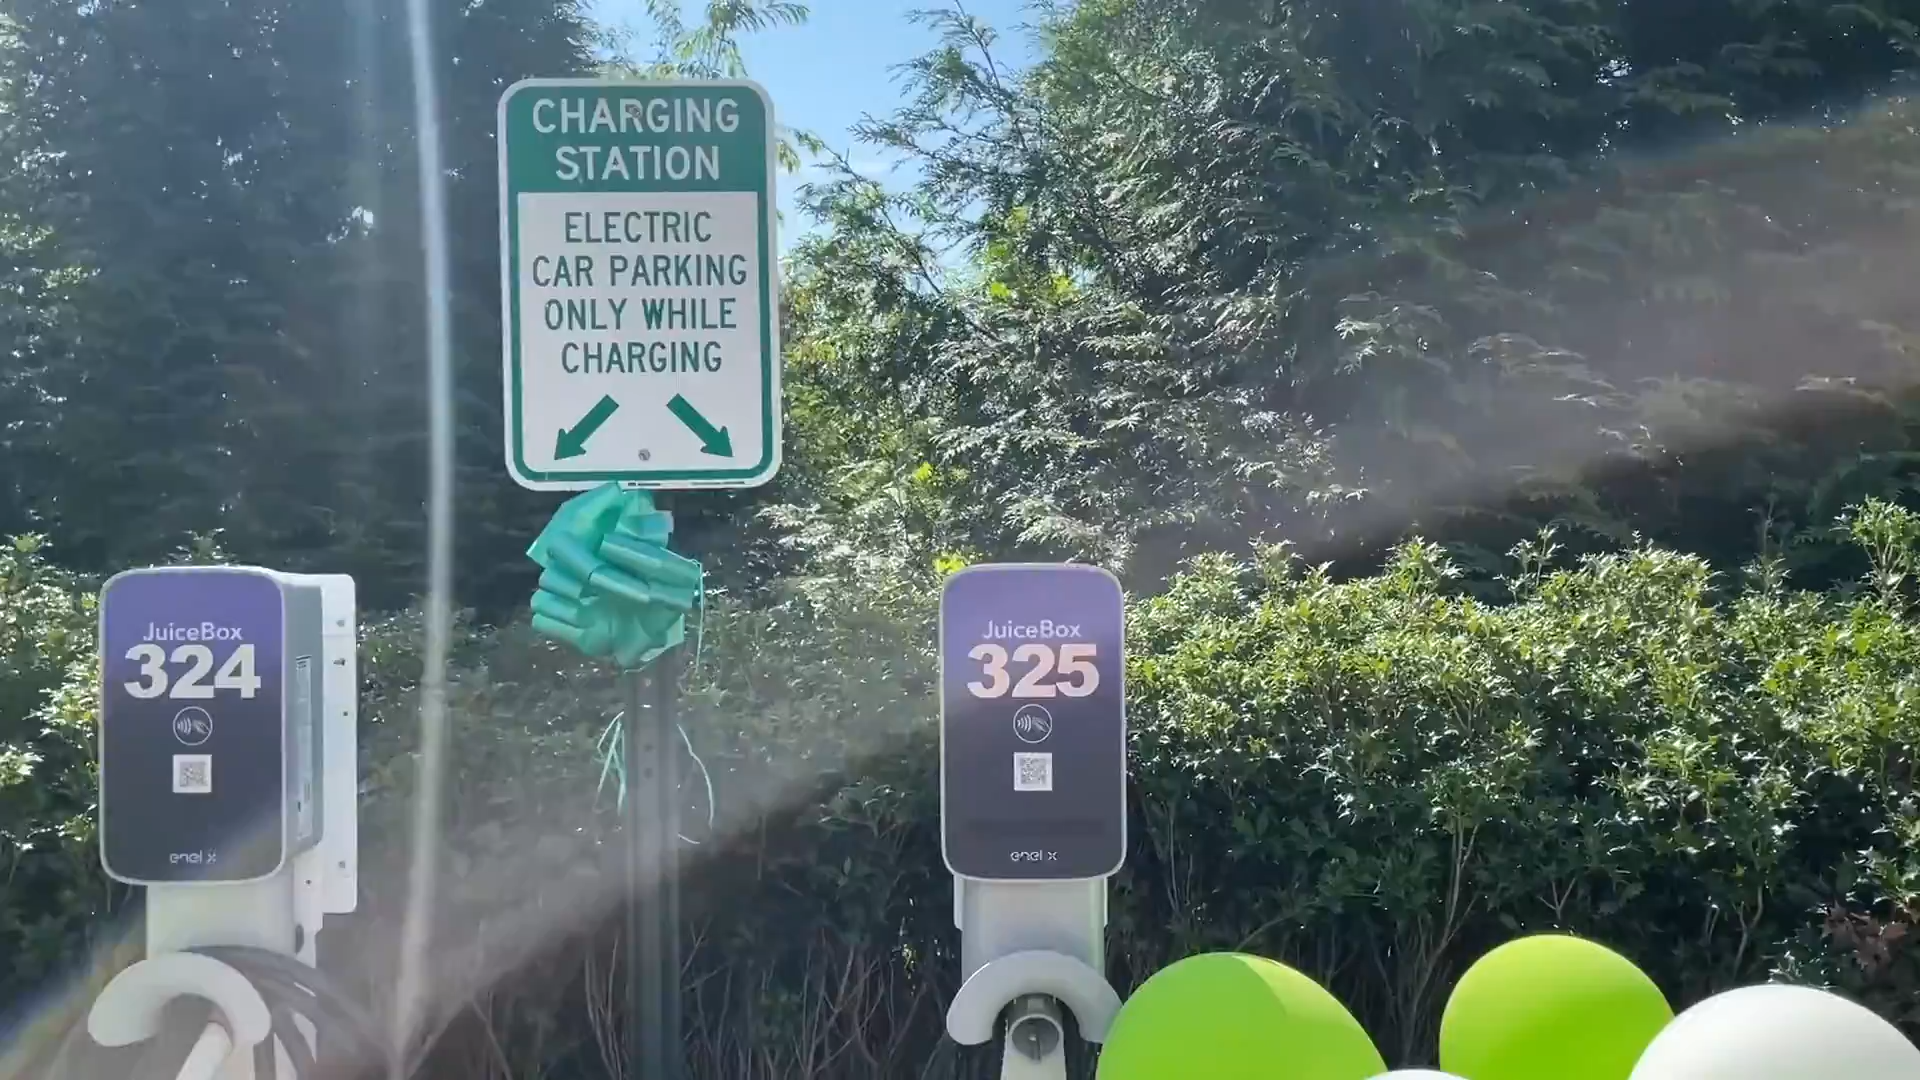 CHARGING
STATION
ELECTRIC
CAR PARKING
ONLY WHILE
CHARGING
JuiceBox
324
enel x
JuiceBox
325
enel x